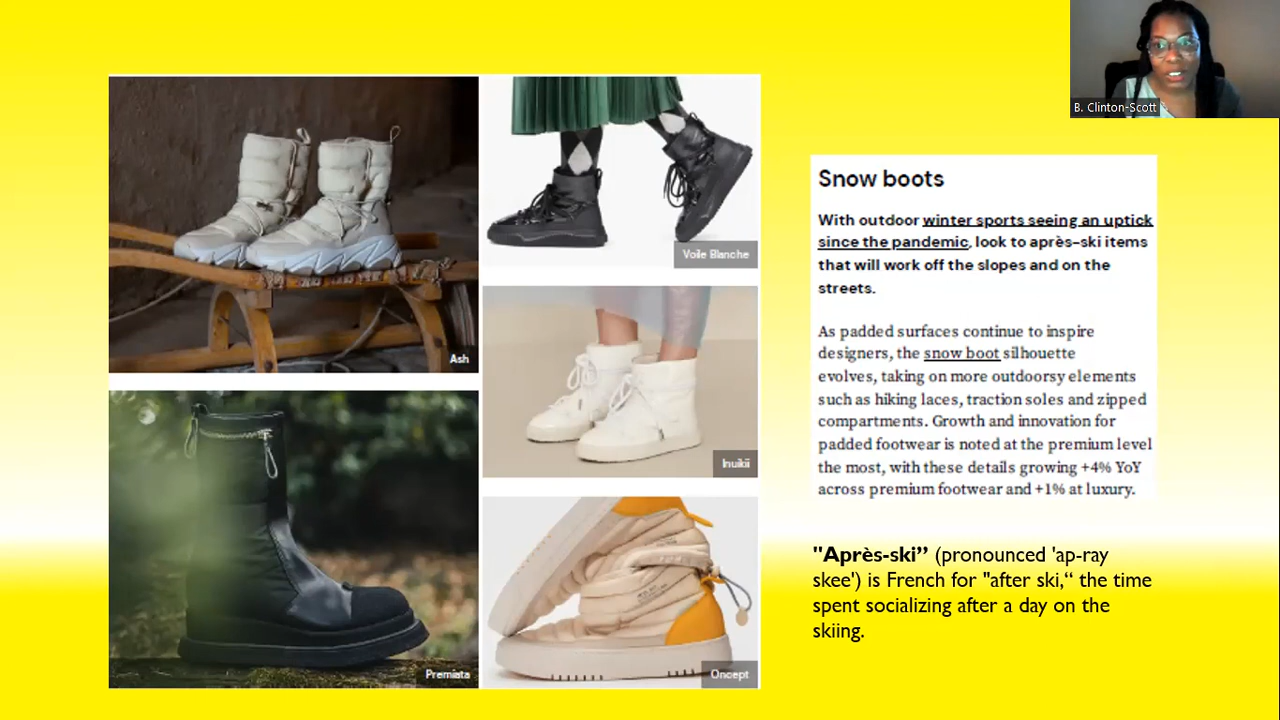 B. Clinton-Scott
Ash
Voile Blanche
Inuikii
Premiata
Oncept
Snow boots
With outdoor winter sports seeing an uptick
since the pandemic, look to après-ski items
that will work off the slopes and on the
streets.
As padded surfaces continue to inspire
designers, the snow boot silhouette
evolves, taking on more outdoorsy elements
such as hiking laces, traction soles and zipped
compartments. Growth and innovation for
padded footwear is noted at the premium level
the most, with these details growing +4% YoY
across premium footwear and +1% at luxury.
"Après-ski” (pronounced 'ap-ray
skee') is French for "after ski,“ the time
spent socializing after a day on the
skiing.